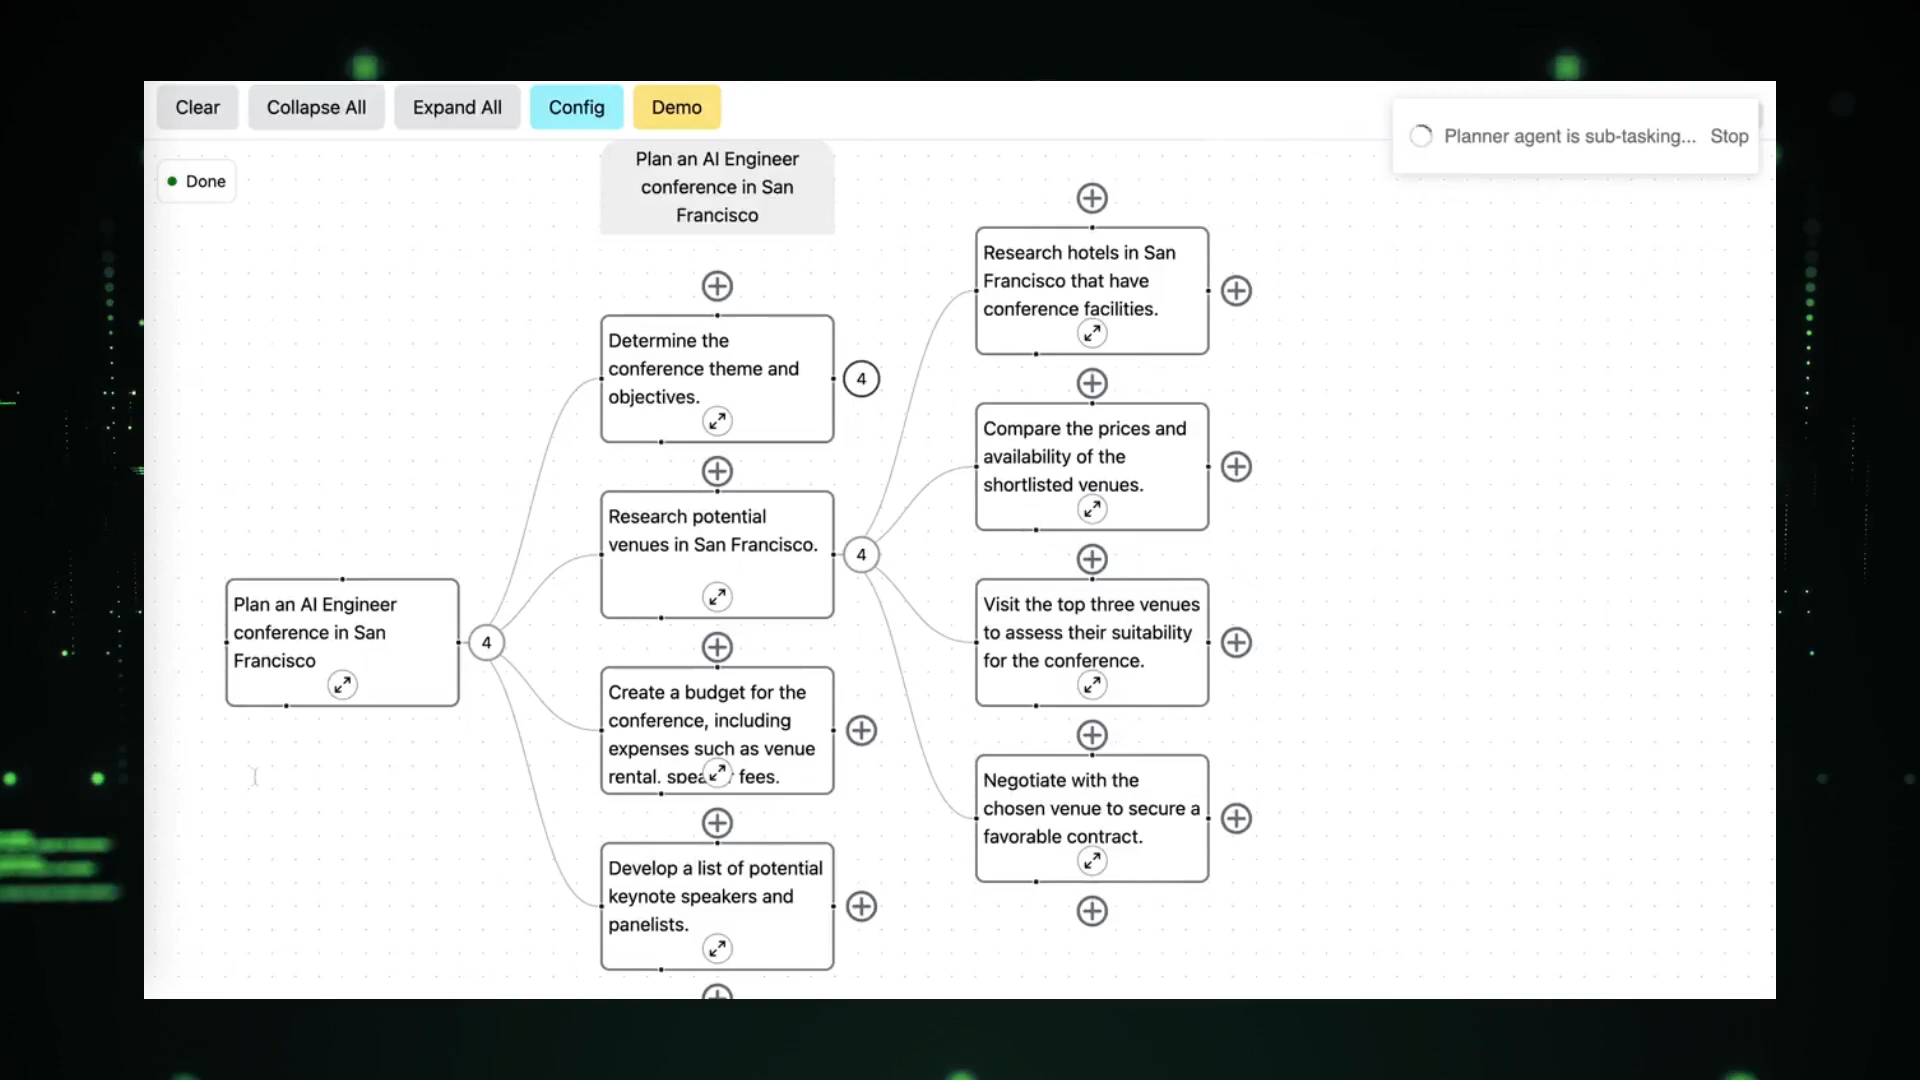 Clear
Collapse All
Expand All
Config
Demo
Planner agent is sub-tasking...
Stop
Done
Plan an AI Engineer
conference in San
Francisco
Plan an AI Engineer
conference in San
Francisco
4
Determine the
conference theme and
objectives.
4
Research potential
venues in San Francisco.
4
Create a budget for the
conference, including
expenses such as venue
rental, fees.
Develop a list of potential
keynote speakers and
panelists.
Research hotels in San
Francisco that have
conference facilities.
Compare the prices and
availability of the
shortlisted venues.
Visit the top three venues
to assess their suitability
for the conference.
Negotiate with the
chosen venue to secure a
favorable contract.